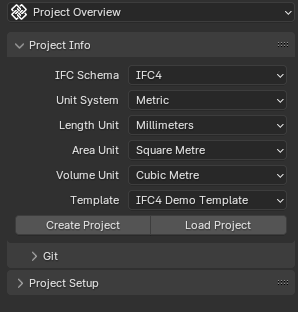 Project Overview
Project Info
IFC Schema IFC4
Unit System Metric
Length Unit Millimeters
Area Unit Square Metre
Volume Unit Cubic Metre
Template IFC4 Demo Template
Create Project Load Project
Git
Project Setup